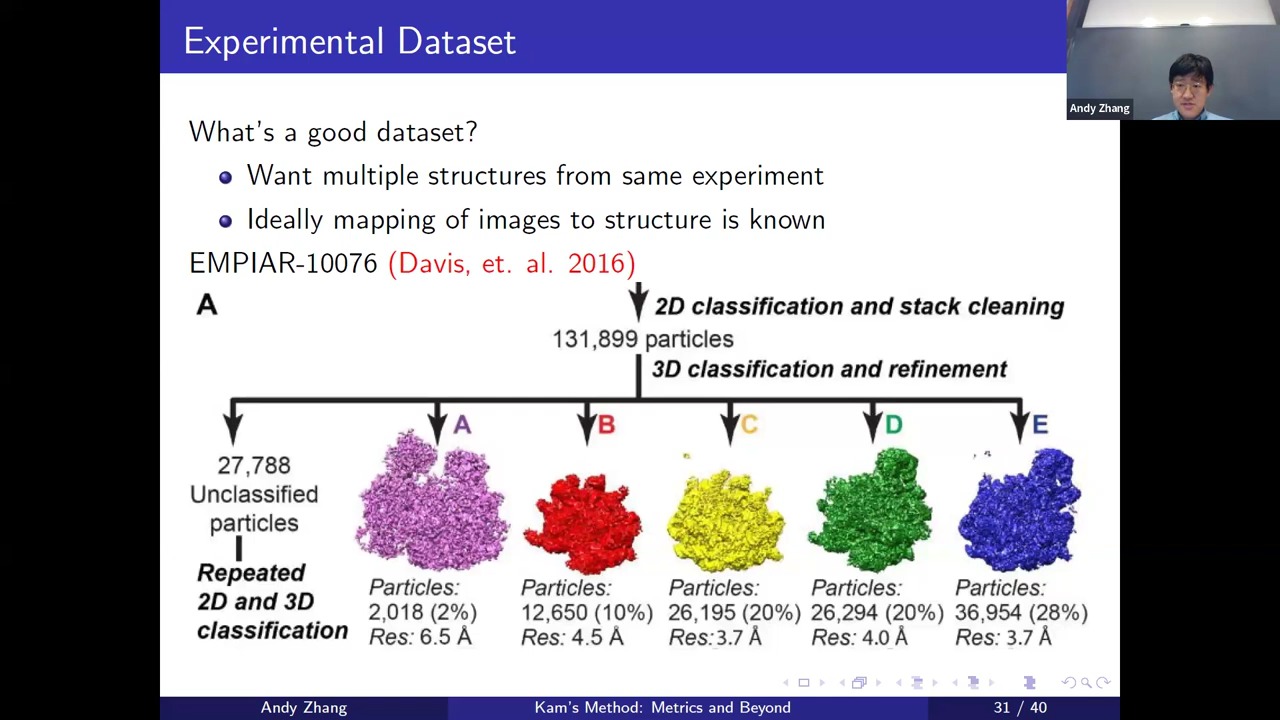 Experimental Dataset
Andy Zhang
What's a good dataset?
Want multiple structures from same experiment
Ideally mapping of images to structure is known
EMPIAR-10076 (Davis, et. al. 2016)
A
2D classification and stack cleaning
131,899 particles
3D classification and refinement
27,788
Unclassified
particles
Repeated
2D and 3D
classification
A
Particles:
2,018 (2%)
Res: 6.5 Å
B
Particles:
12,650 (10%)
Res: 4.5 Å
C
Particles:
26,195 (20%)
Res: 3.7 Å
D
Particles:
26,294 (20%)
Res: 4.0 Å
E
Particles:
36,954 (28%)
Res: 3.7 Å
Andy Zhang
Kam's Method: Metrics and Beyond
31 / 40